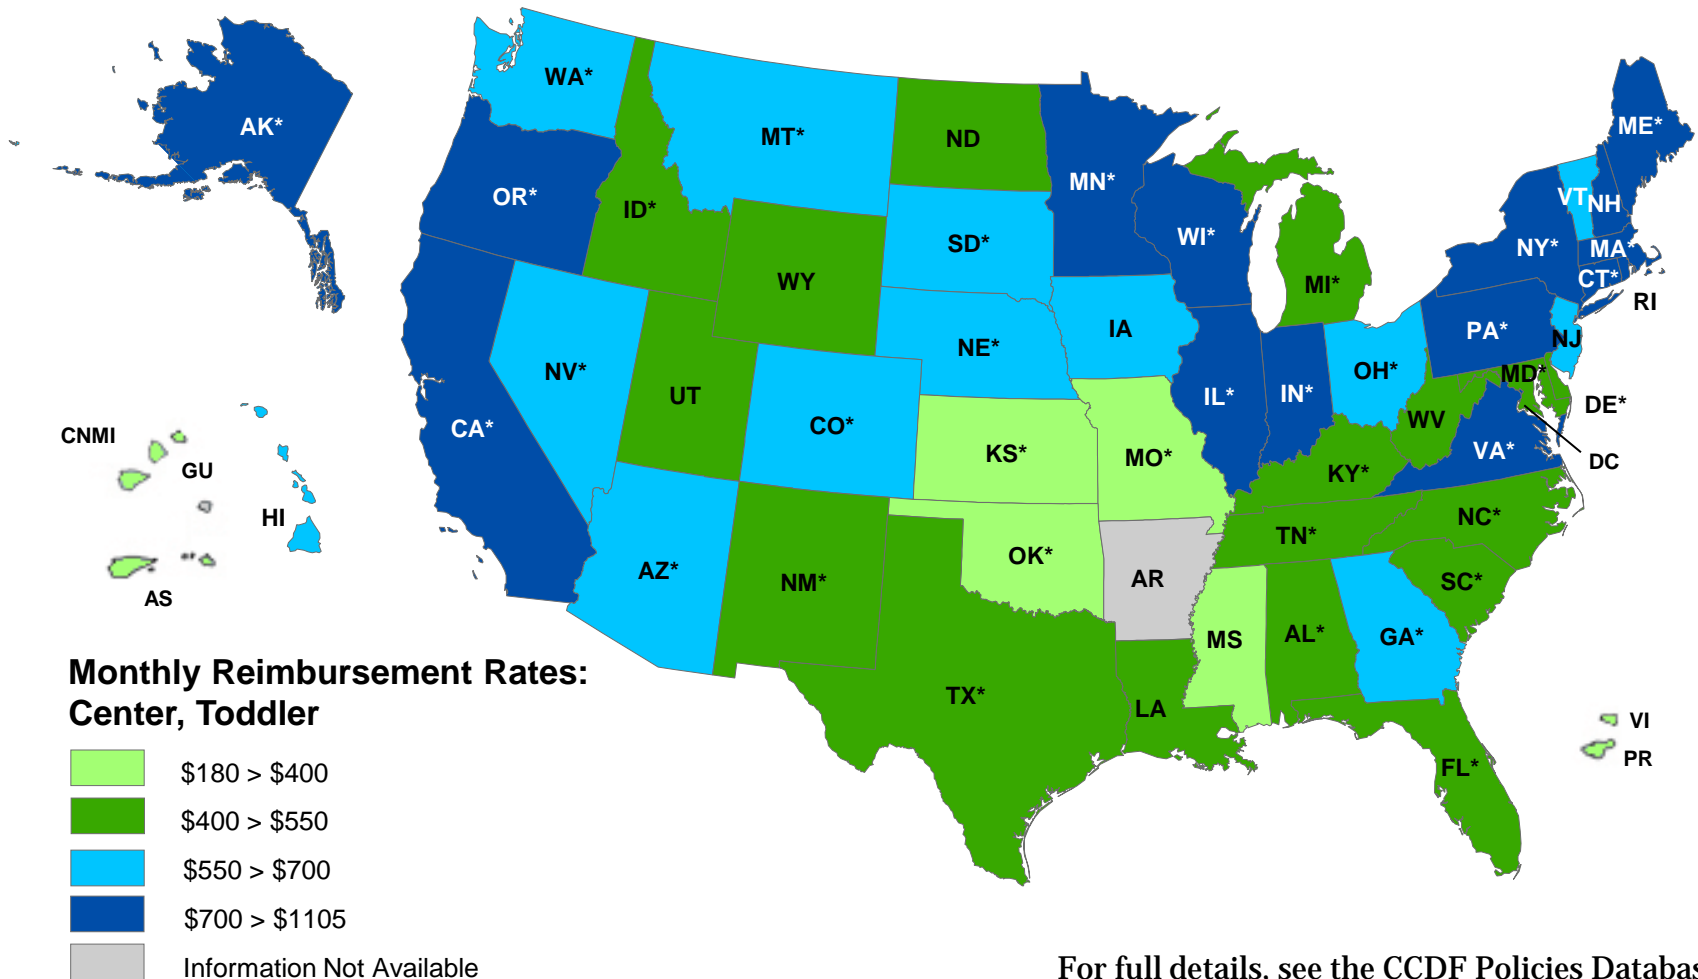 WA*
AK*
MT*
ND
ME*
MN*
OR*
ID*
VT
NH
WI*
NY*
SD*
MA*
WY
MI*
CT*
RI
IA
PA*
NE*
NJ
NV*
OH*
MD*
UT
IL*
IN*
DE*
CO*
WV
CA*
CNMI
KS*
MO*
VA*
DC
GU
KY*
HI
NC*
TN*
OK*
AZ*
NM*
AR
SC*
AS
MS
AL*
GA*
TX*
LA
VI
PR
FL*
Monthly Reimbursement Rates:
Center, Toddler
$180 > $400
$400 > $550
$550 > $700
$700 > $1105
Information Not Available
For full details, see the CCDF Policies Databas